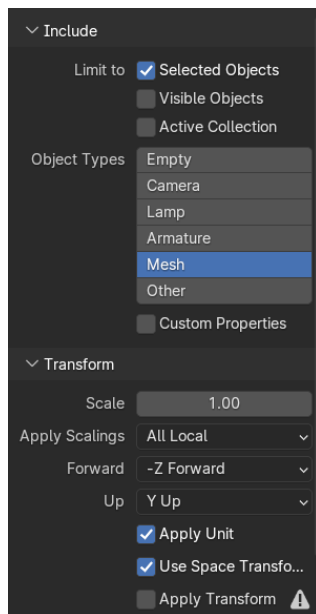 Include
Limit to Selected Objects
Visible Objects
Active Collection
Object Types Empty
Camera
Lamp
Armature
Mesh
Other
Custom Properties
Transform
Scale 1.00
Apply Scalings All Local
Forward -Z Forward
Up Y Up
Apply Unit
Use Space Transfo...
Apply Transform